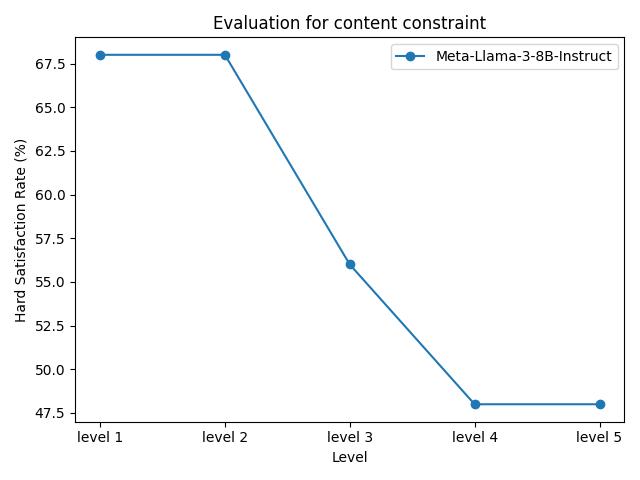 Evaluation for content constraint
Meta-Llama-3-8B-Instruct
Hard Satisfaction Rate (%)
67.5
65.0
62.5
60.0
57.5
55.0
52.5
50.0
47.5
level 1 level 2 level 3 level 4 level 5
Level